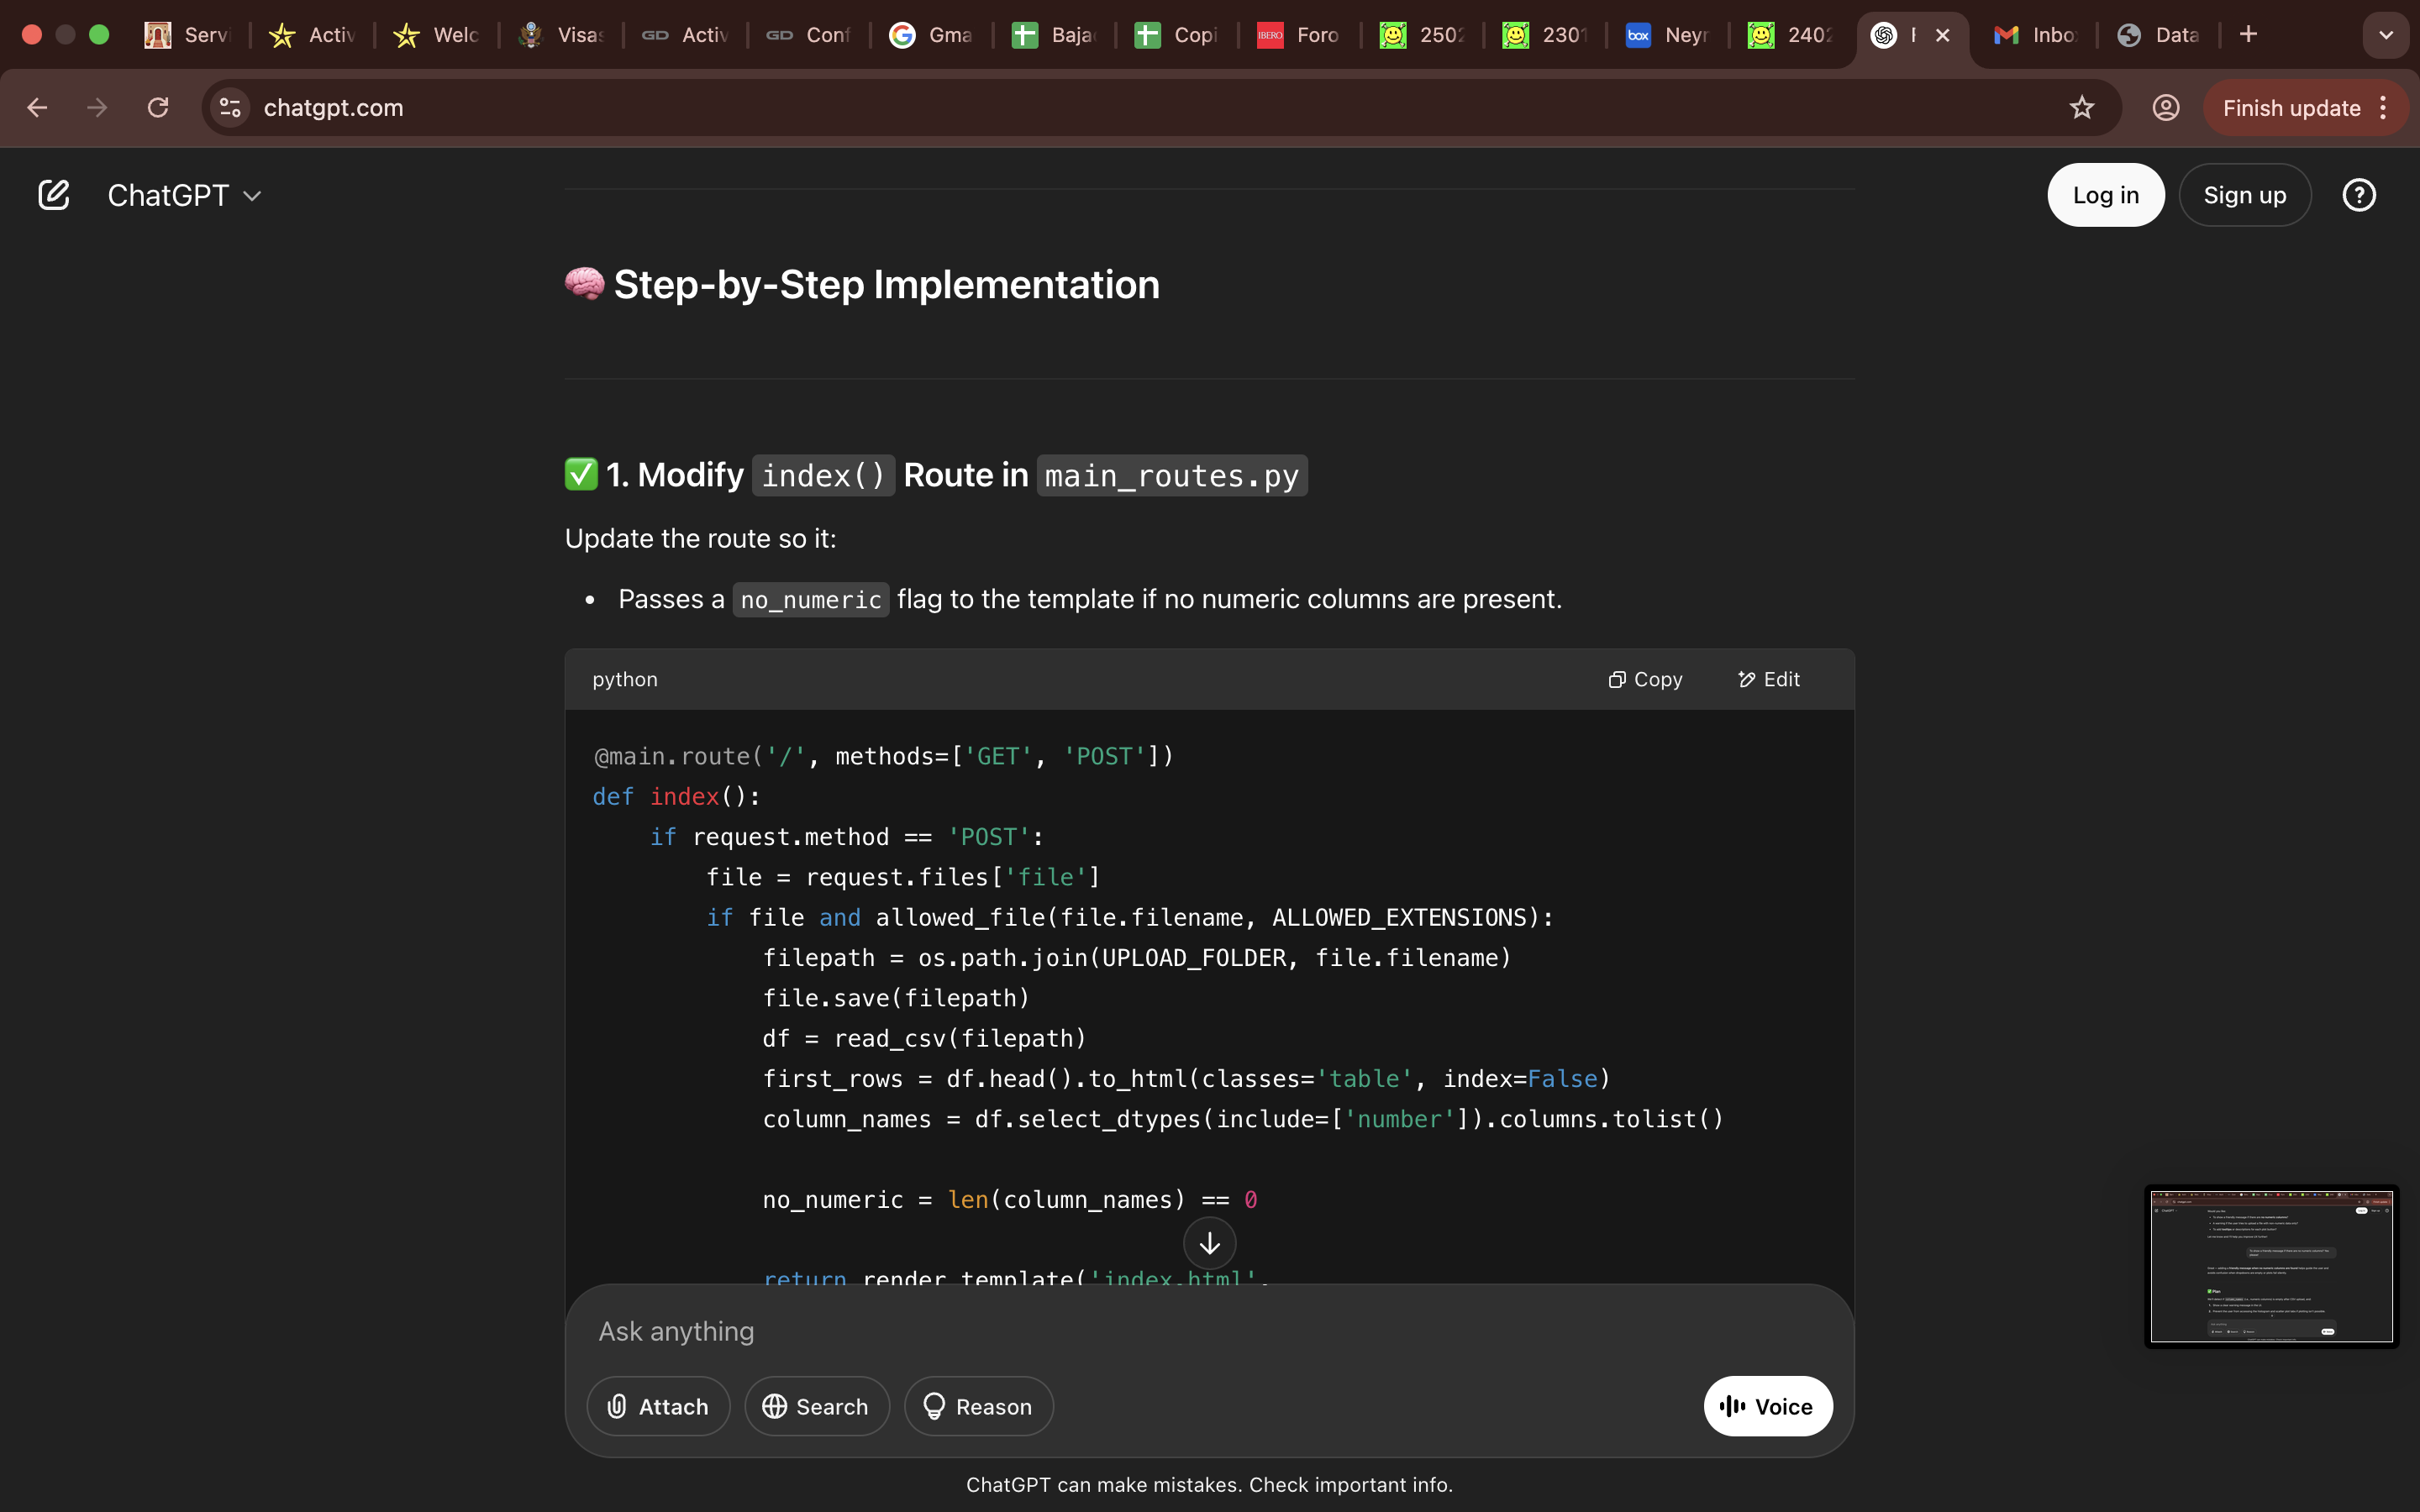 Servi
Activ
Welc
Visas
GD Activ
GD Conf
Gma
Baja
Copi
IBERO Foro
2502
2301
box Neyr
2402
Inbo
Data
chatgpt.com
Finish update
ChatGPT
Log in
Sign up
🧠 Step-by-Step Implementation
✅ 1. Modify index() Route in main_routes.py
Update the route so it:
• Passes a no_numeric flag to the template if no numeric columns are present.
python
Copy
Edit
@main.route('/', methods=['GET', 'POST'])
def index():
    if request.method == 'POST':
        file = request.files['file']
        if file and allowed_file(file.filename, ALLOWED_EXTENSIONS):
            filepath = os.path.join(UPLOAD_FOLDER, file.filename)
            file.save(filepath)
            df = read_csv(filepath)
            first_rows = df.head().to_html(classes='table', index=False)
            column_names = df.select_dtypes(include=['number']).columns.tolist()
            no_numeric = len(column_names) == 0
            return render_template('index.html',
Ask anything
Attach
Search
Reason
Voice
ChatGPT can make mistakes. Check important info.